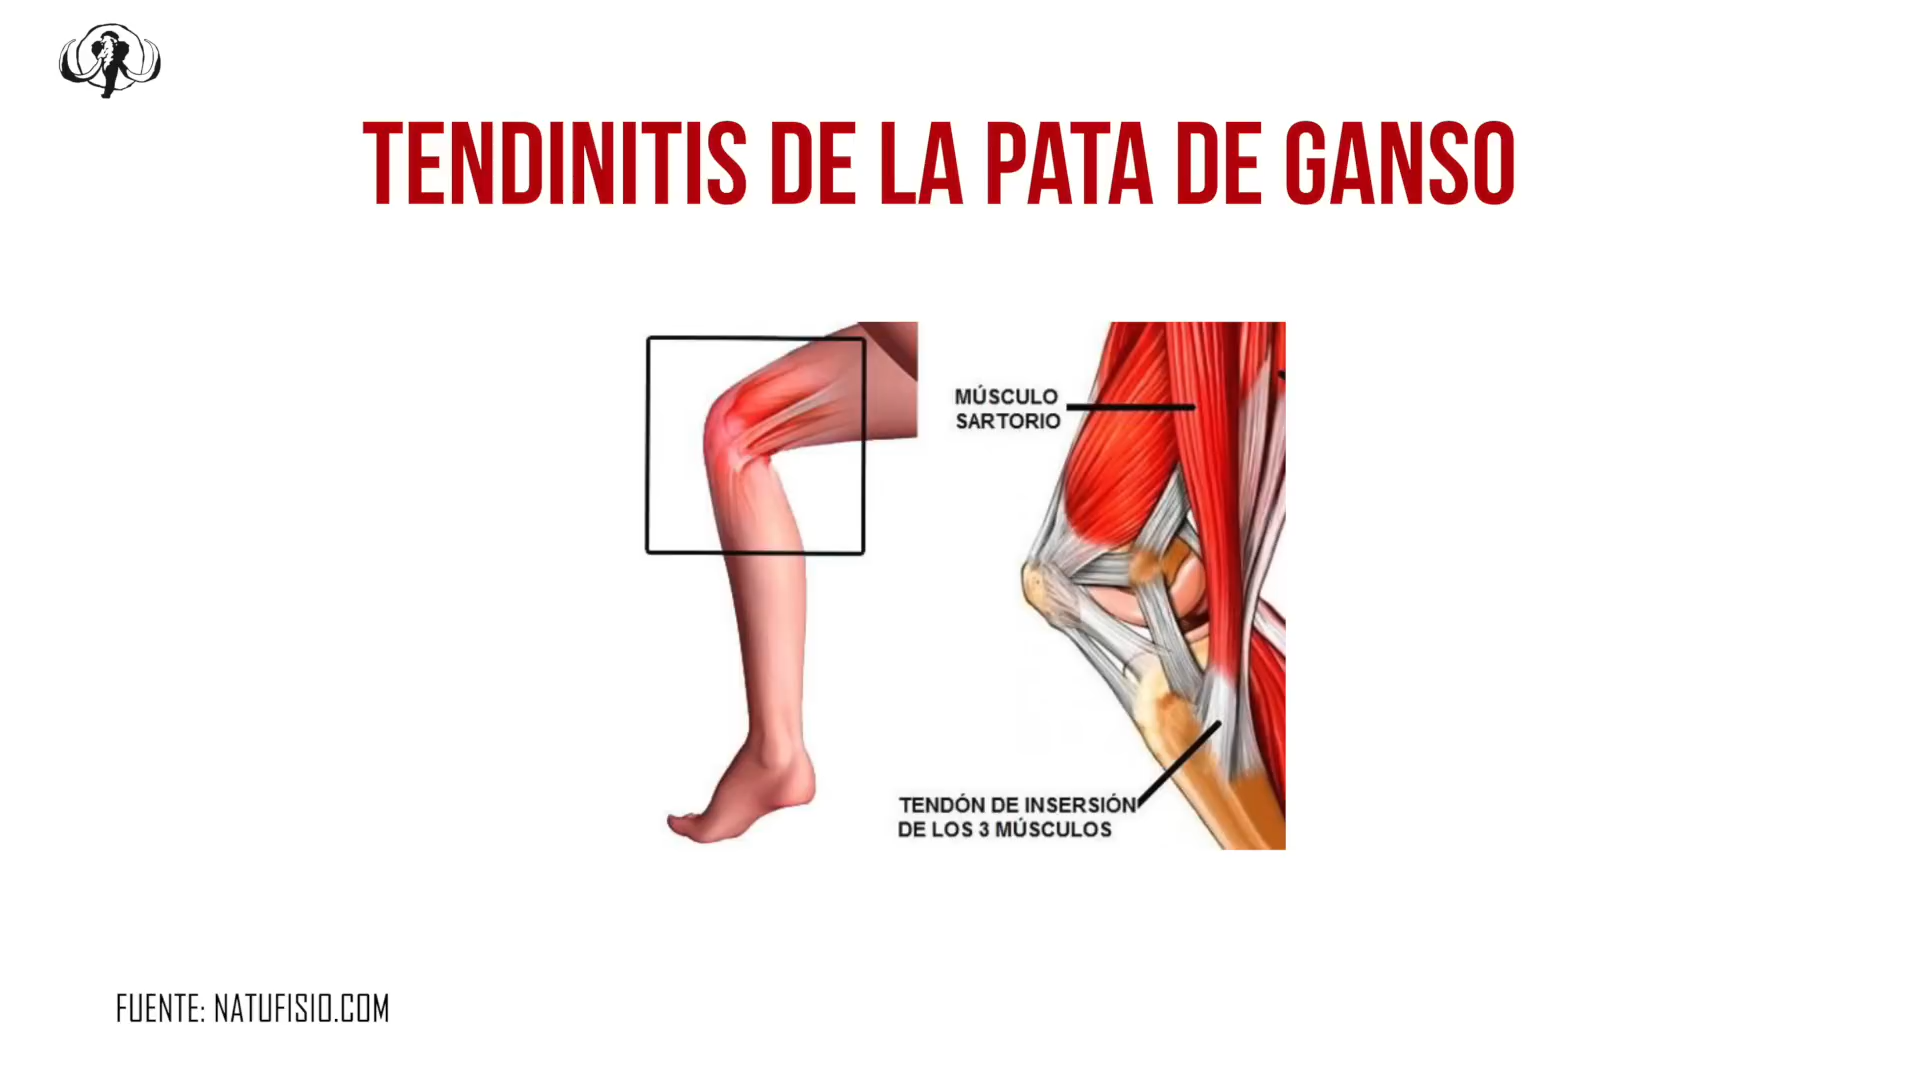 TENDINITIS DE LA PATA DE GANSO
MÚSCULO
SARTORIO
TENDÓN DE INSERSIÓN
DE LOS 3 MÚSCULOS
FUENTE: NATUFISIO.COM